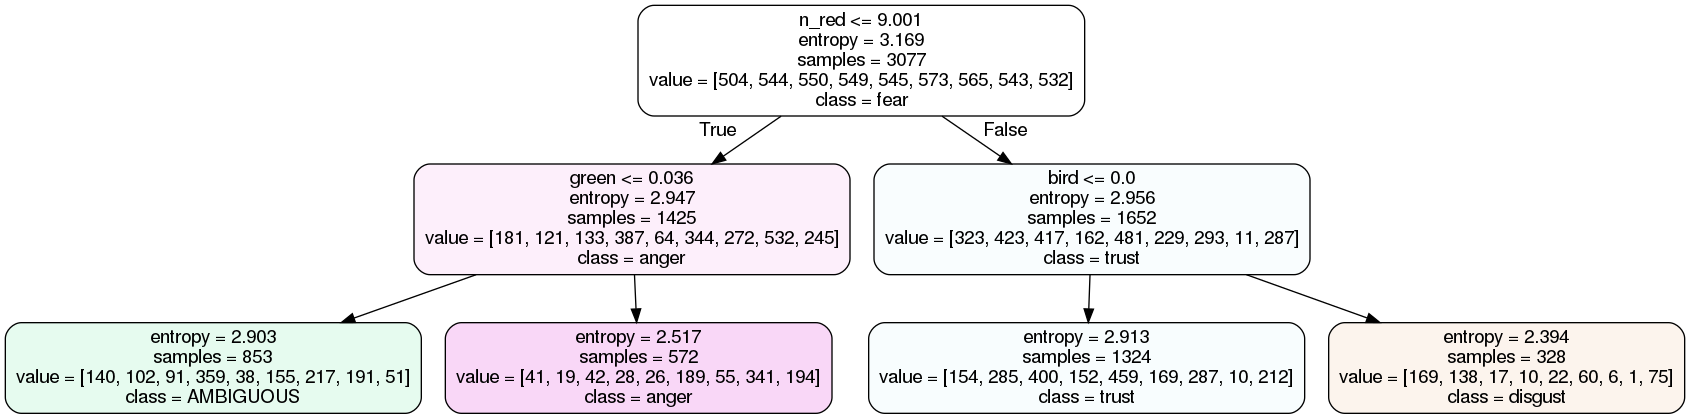 n_red <= 9.001
entropy = 3.169
samples = 3077
value = [504, 544, 550, 549, 545, 573, 565, 543, 532]
class = fear
True
False
green <= 0.036
entropy = 2.947
samples = 1425
value = [181, 121, 133, 387, 64, 344, 272, 532, 245]
class = anger
bird <= 0.0
entropy = 2.956
samples = 1652
value = [323, 423, 417, 162, 481, 229, 293, 11, 287]
class = trust
entropy = 2.903
samples = 853
value = [140, 102, 91, 359, 38, 155, 217, 191, 51]
class = AMBIGUOUS
entropy = 2.517
samples = 572
value = [41, 19, 42, 28, 26, 189, 55, 341, 194]
class = anger
entropy = 2.913
samples = 1324
value = [154, 285, 400, 152, 459, 169, 287, 10, 212]
class = trust
entropy = 2.394
samples = 328
value = [169, 138, 17, 10, 22, 60, 6, 1, 75]
class = disgust